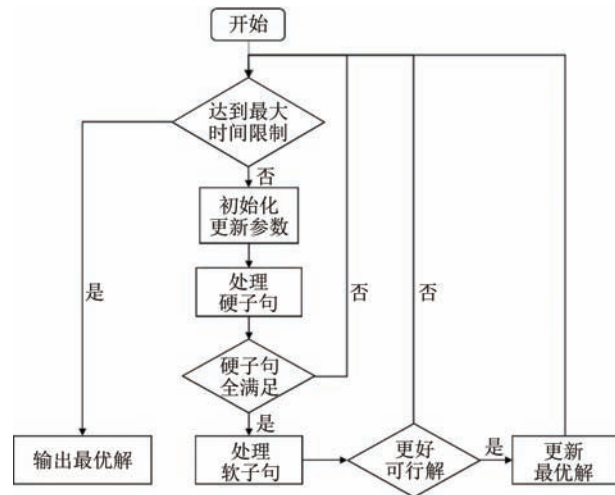 开始
达到最大
时间限制
否
初始化
更新参数
是
处理
硬子句
否
否
硬子句
全满足
是
输出最优解
处理
软子句
更好
可行解
是
更新
最优解